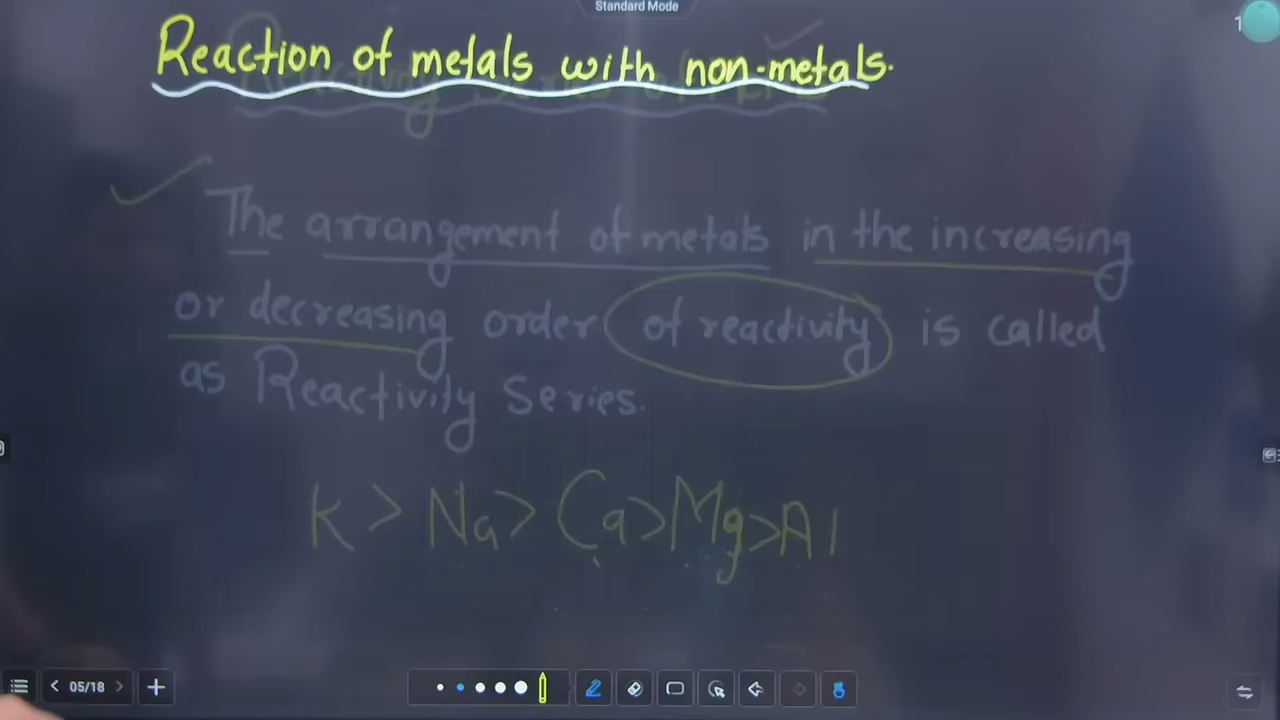 Standard Mode
Reaction of metals with non-metals.
The arrangement of metals in the increasing
or decreasing order of reactivity is called
as Reactivity Series.
K > Na > Ca > Mg > Al
05/18